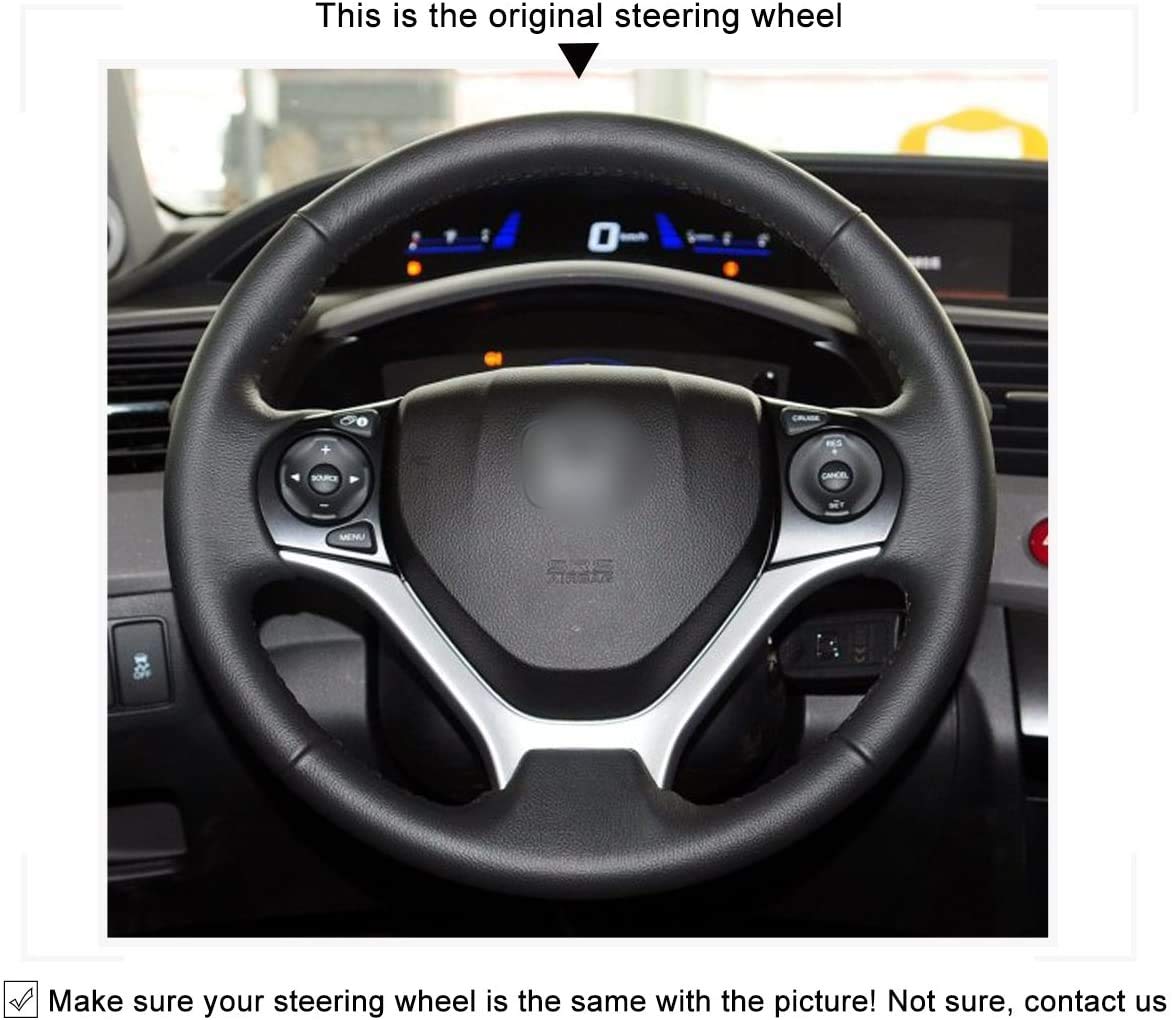 This is the original steering wheel
0 km/h
CRUISE
+
SOURCE
−
MENU
RES
+
CANCEL
−
SET
SRS
AIRBAG
OFF
Make sure your steering wheel is the same with the picture! Not sure, contact us